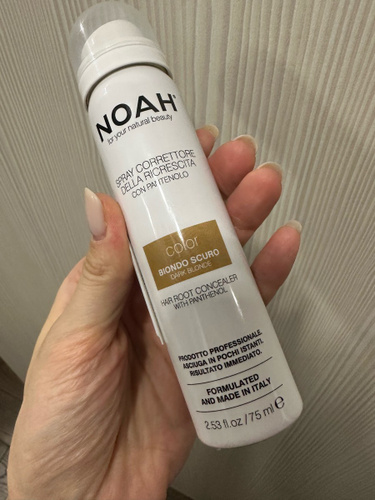 NOAH
for your natural beauty
SPRAY CORRETTORE
DELLA RICRESCITA
CON PANTENOLO
color
BIONDO SCURO
DARK BLONDE
HAIR ROOT CONCEALER
WITH PANTHENOL
PRODOTTO PROFESSIONALE.
ASCIUGA IN POCHI ISTANTI.
RISULTATO IMMEDIATO.
FORMULATED
AND MADE IN ITALY
2.53 fl.oz / 75 ml ℮